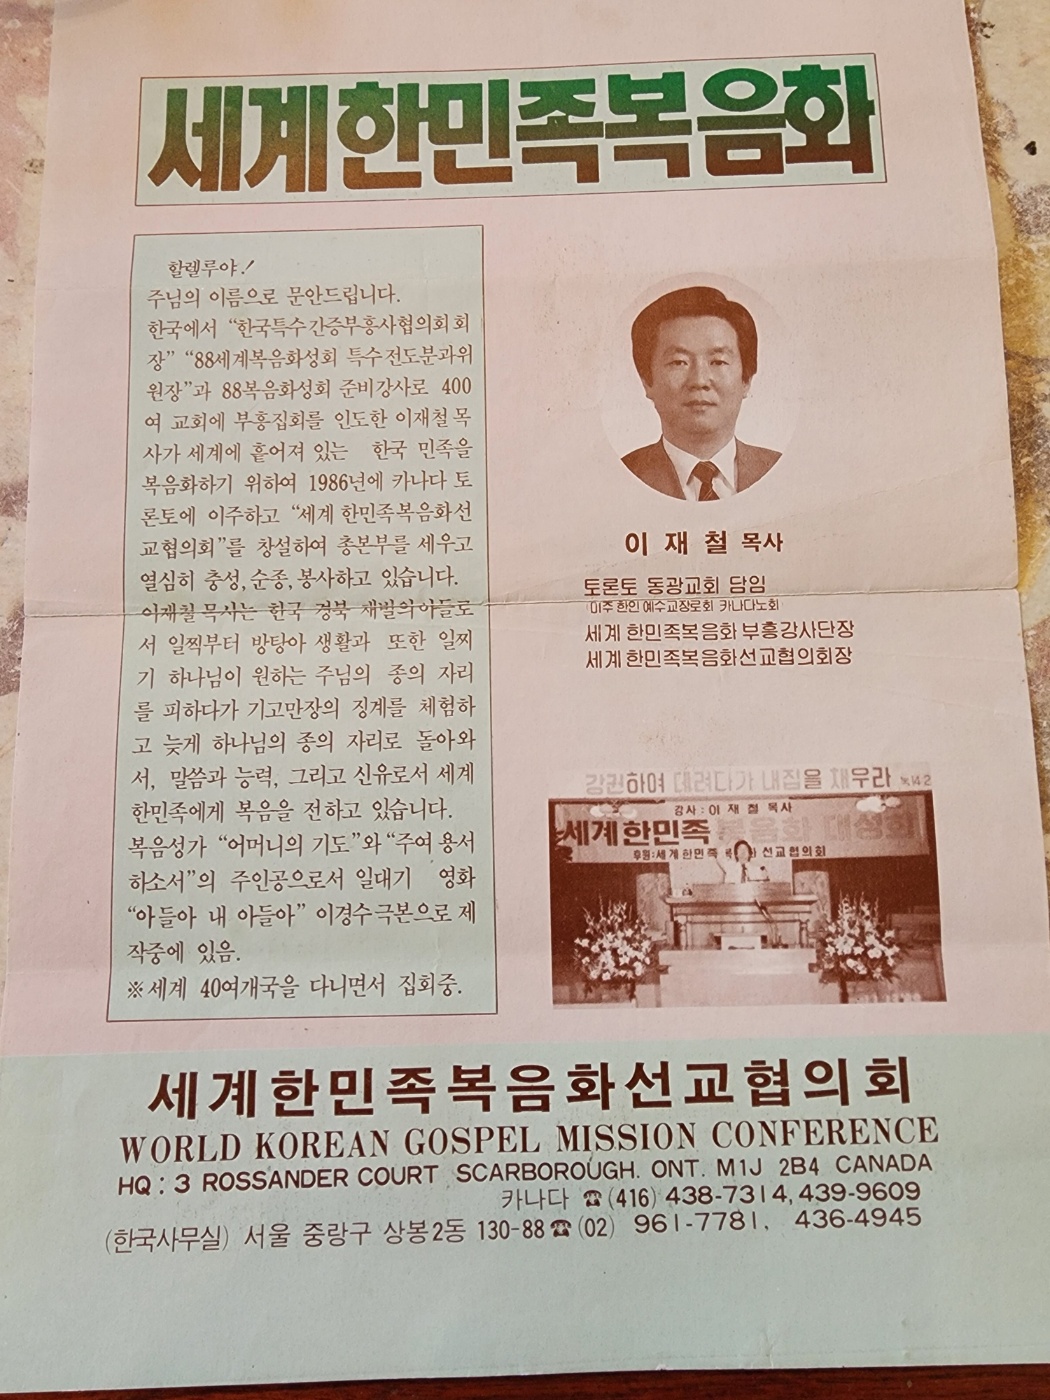 세계한민족복음화
할렐루야!
주님의 이름으로 문안드립니다.
한국에서 “한국특수간증부흥사협의회회
장” “88세계복음화성회 특수전도분과위
원장”과 88복음화성회 준비강사로 400
여 교회에 부흥집회를 인도한 이재철목
사가 세계에 흩어져 있는 한국 민족을
복음화하기 위하여 1986년에 카나다 토
론토에 이주하고 “세계한민족복음화선
교협의회”를 창설하여 총본부를 세우고
열심히 충성, 순종, 봉사하고 있습니다.
이재철목사는 한국 경북 재벌의아들로
서 일찍부터 방탕아 생활과 또한 일찌
기 하나님이 원하는 주님의 종의 자리
를 피하다가 기고만장의 징계를 체험하
고 늦게 하나님의 종의 자리로 돌아와
서, 말씀과 능력, 그리고 신유로서 세계
한민족에게 복음을 전하고 있습니다.
복음성가 “어머니의 기도”와 “주여 용서
하소서”의 주인공으로서 일대기 영화
“아들아 내 아들아” 이경수극본으로 제
작중에 있음.
※세계 40여개국을 다니면서 집회중.
이 재 철 목사
토론토 동광교회 담임
미주한인 예수교장로회 카나다노회
세계한민족복음화부흥강사단장
세계한민족복음화선교협의회장
강권하여 데려다가 내집을 채우라 눅14:2
강사:이 재 철 목사
세계한민족복음화 대성회
후원:세계한민족 선교협의회
세계한민족복음화선교협의회
WORLD KOREAN GOSPEL MISSION CONFERENCE
HQ : 3 ROSSANDER COURT SCARBOROUGH. ONT. M1J 2B4 CANADA
카나다 ☎ (416) 438-7314, 439-9609
(한국사무실) 서울 중랑구 상봉2동 130-88 ☎ (02) 961-7781, 436-4945